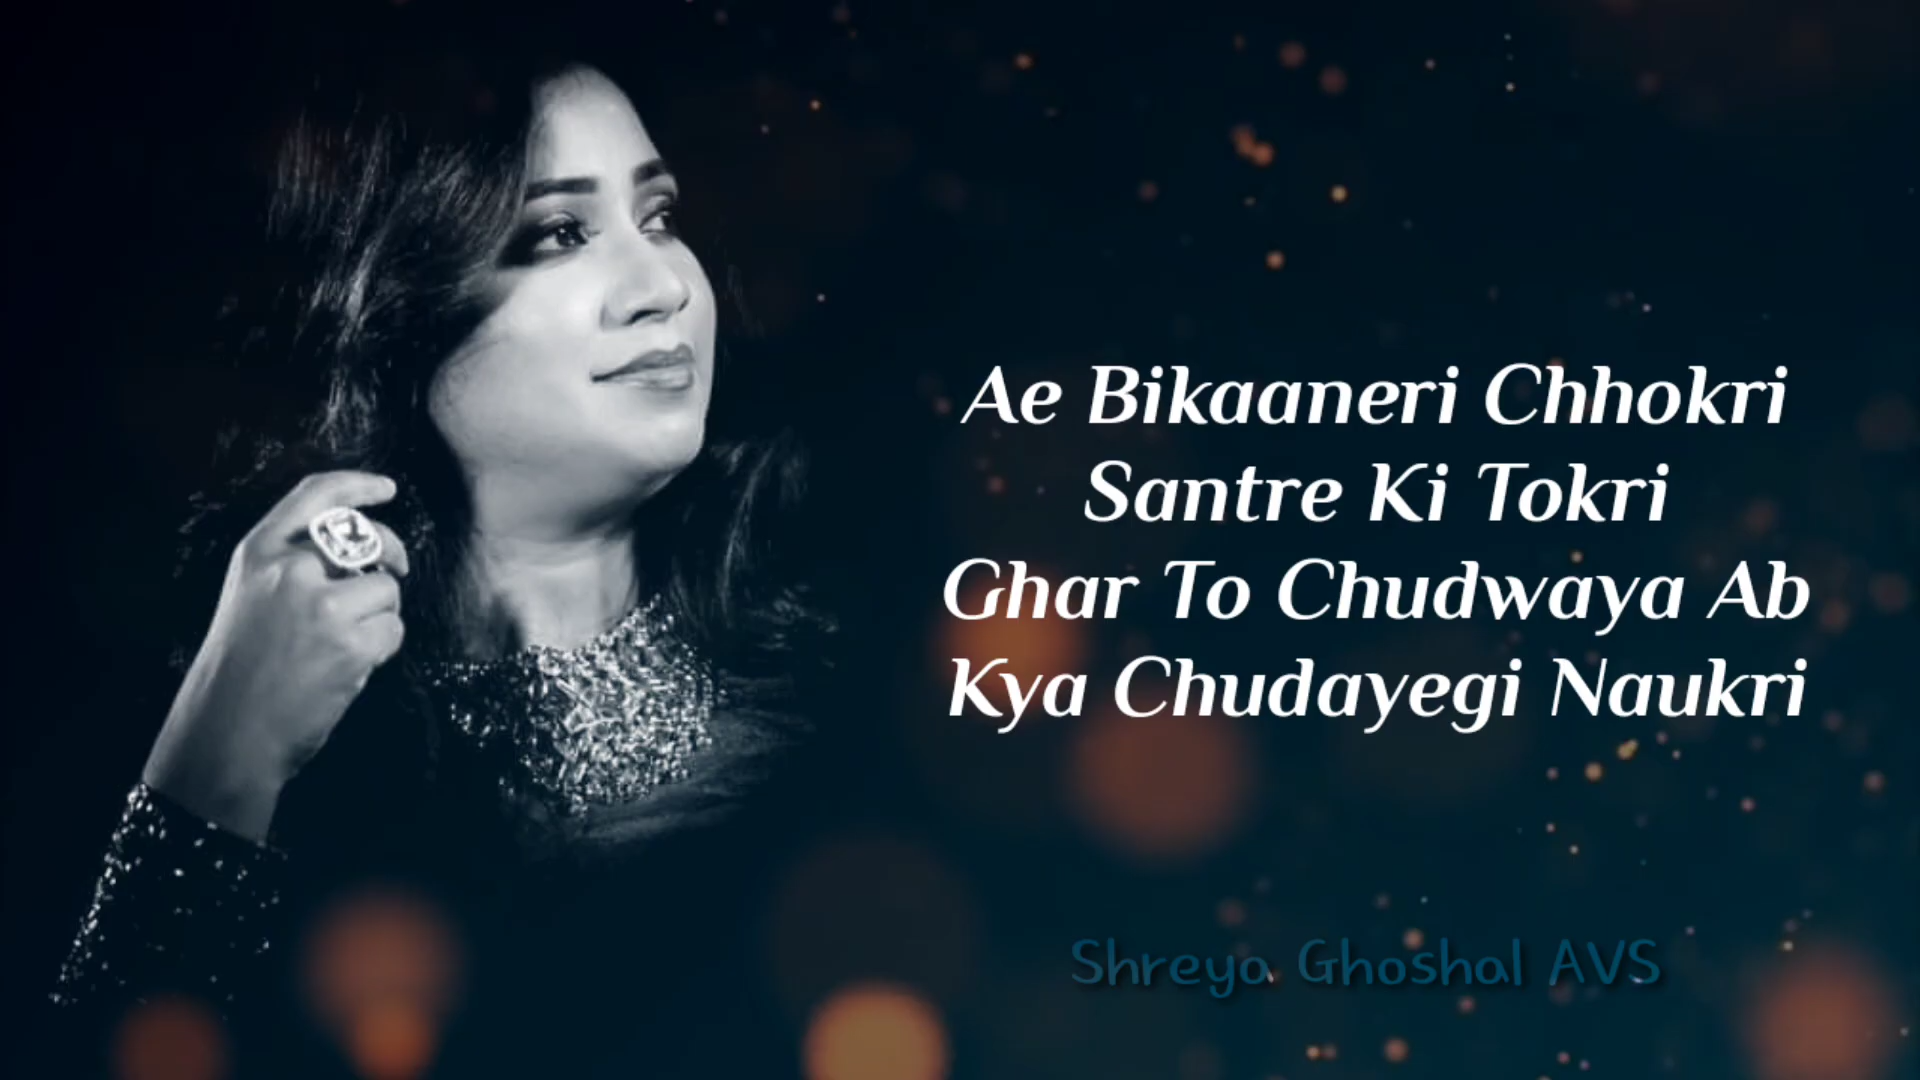 Ae Bikaaneri Chhokri
Santre Ki Tokri
Ghar To Chudwaya Ab
Kya Chudayegi Naukri
Shreya Ghoshal AVS